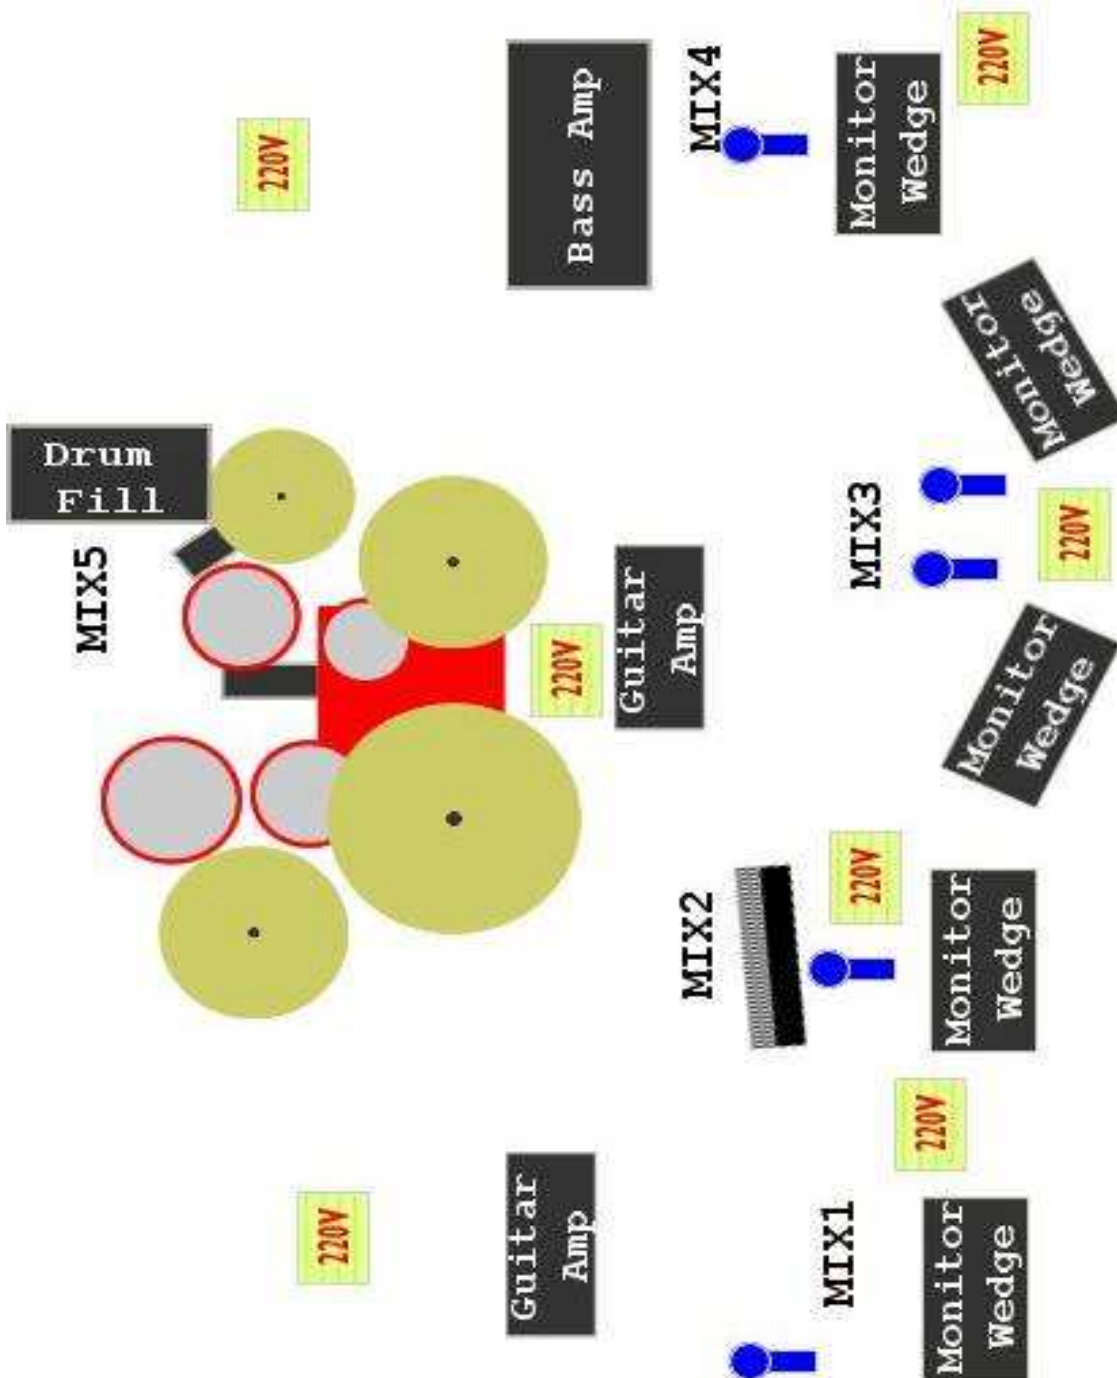 Drum
Fill
MIX5
220V
220V
Guitar
Amp
220V
Bass Amp
Guitar
Amp
MIX2
MIX4
MIX1
220V
MIX3
Monitor
Wedge
220V
220V
Monitor
Wedge
Monitor
Wedge
Monitor
Wedge
Monitor
Wedge
220V